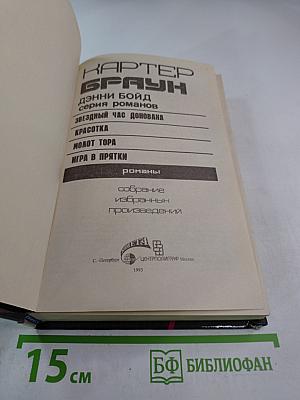 КАРТЕР
БРАУН
ДЭННИ БОЙД
серия романов
ЗВЕЗДНЫЙ ЧАС ДОНОВАНА
КРАСОТКА
МОЛОТ ТОРА
ИГРА В ПРЯТКИ
романы
собрание
избранных
произведений
С.-Петербург
ЦЕНТРПОЛИГРАФ Москва
1993
15 см
БФ БИБЛИОФАН